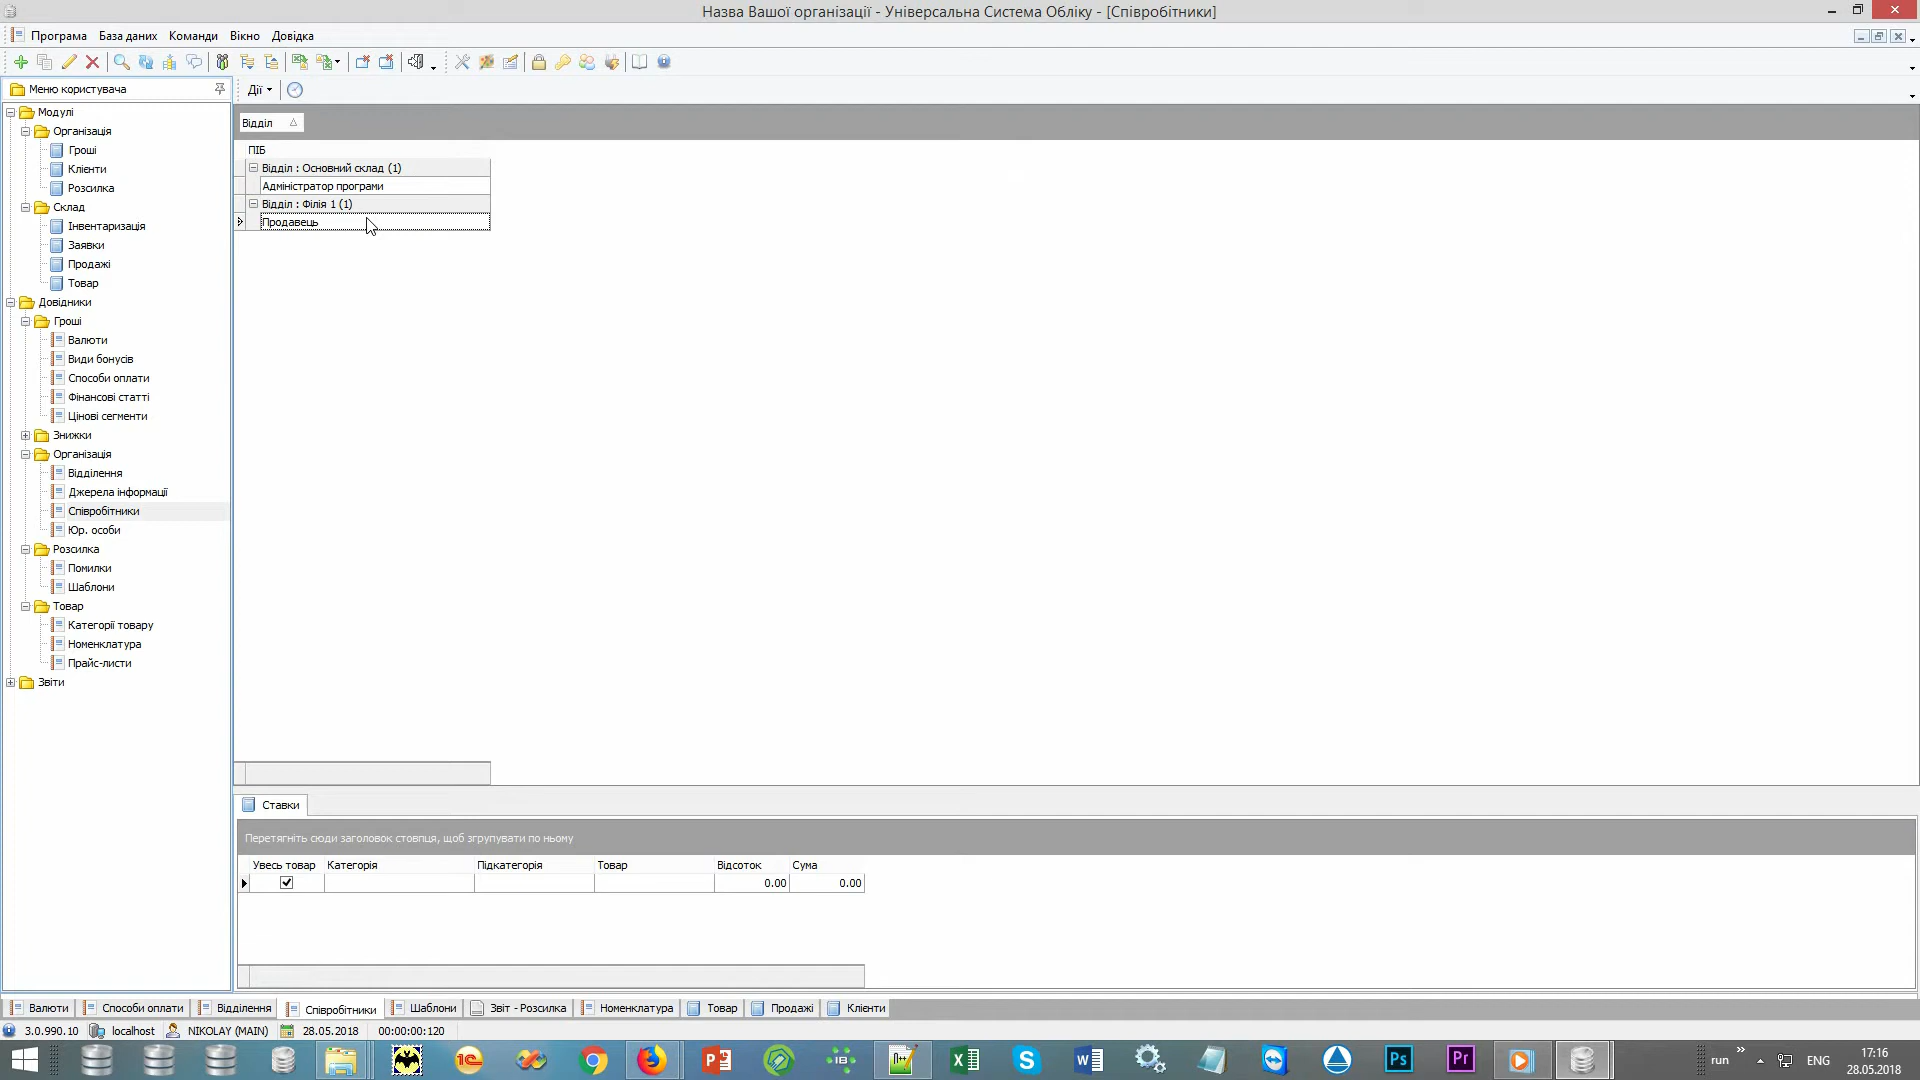 Назва Вашої організації - Універсальна Система Обліку - [Співробітники]
Програма База даних Команди Вікно Довідка
Меню користувача
Дії
Модулі
Організація
Гроші
Клієнти
Розсилка
Склад
Інвентаризація
Заявки
Продажі
Товар
Довідники
Гроші
Валюти
Види бонусів
Способи оплати
Фінансові статті
Цінові сегменти
Знижки
Організація
Відділення
Джерела інформації
Співробітники
Юр. особи
Розсилка
Помилки
Шаблони
Товар
Категорії товару
Номенклатура
Прайс-листи
Звіти
Відділ
ПІБ
Відділ : Основний склад (1)
Адміністратор програми
Відділ : Філія 1 (1)
Продавець
Ставки
Перетягніть сюди заголовок стовпця, щоб згрупувати по ньому
Увесь товар Категорія Підкатегорія Товар Відсоток Сума
0.00 0.00
Валюти Способи оплати Відділення Співробітники Шаблони Звіт - Розсилка Номенклатура Товар Продажі Клієнти
3.0.990.10 localhost NIKOLAY (MAIN) 28.05.2018 00:00:00:120
run ENG 17:16
28.05.2018